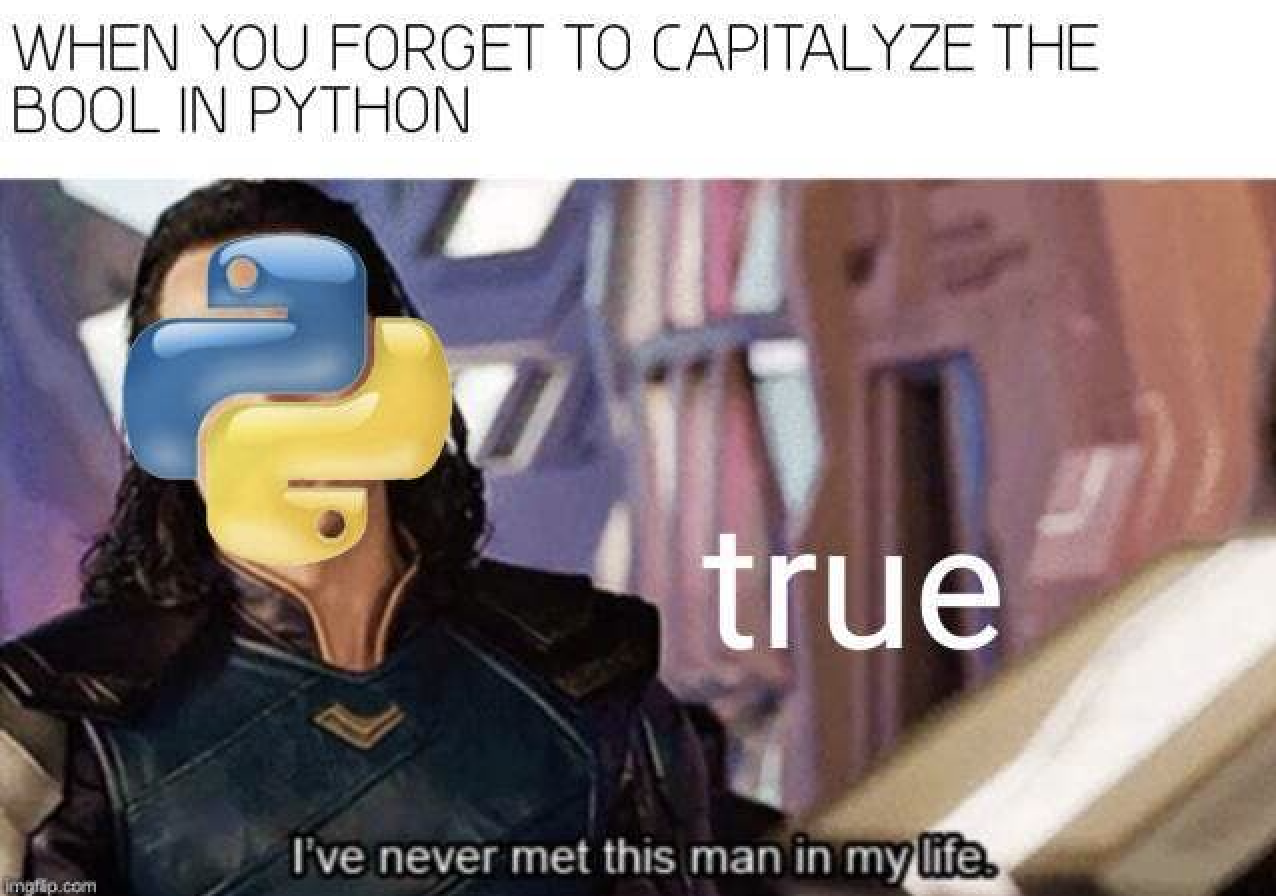 WHEN YOU FORGET TO CAPITALYZE THE
BOOL IN PYTHON
true
I've never met this man in my life.
imgflip.com